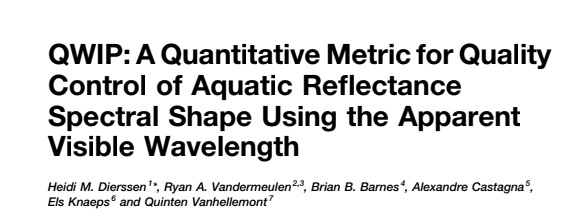 QWIP: A Quantitative Metric for Quality
Control of Aquatic Reflectance
Spectral Shape Using the Apparent
Visible Wavelength
Heidi M. Dierssen 1*, Ryan A. Vandermeulen 2,3, Brian B. Barnes 4, Alexandre Castagna 5,
Els Knaeps 6 and Quinten Vanhellemont 7